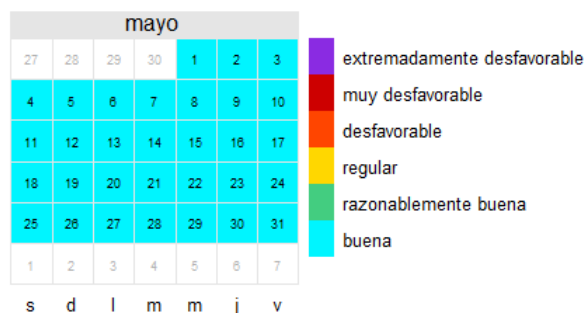 mayo
27 28 29 30 1 2 3
4 5 6 7 8 9 10
11 12 13 14 15 16 17
18 19 20 21 22 23 24
25 26 27 28 29 30 31
1 2 3 4 5 6 7
s d l m m j v
extremadamente desfavorable
muy desfavorable
desfavorable
regular
razonablemente buena
buena